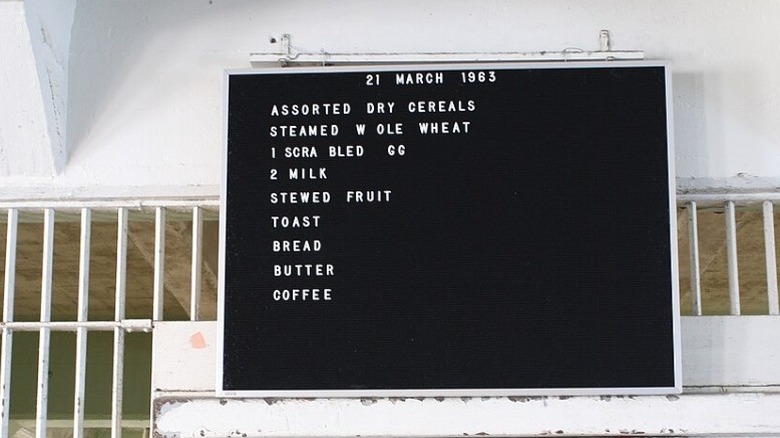 21 MARCH 1963
ASSORTED DRY CEREALS
STEAMED W OLE WHEAT
1 SCRA BLED GG
2 MILK
STEWED FRUIT
TOAST
BREAD
BUTTER
COFFEE